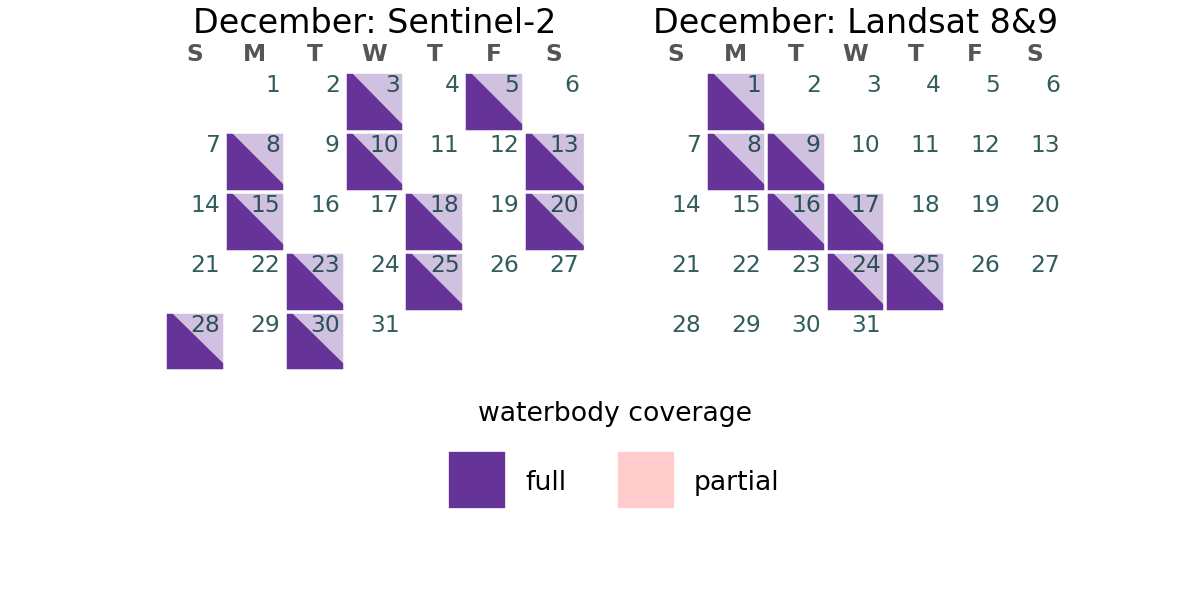 December: Sentinel-2
S M T W T F S
1 2 3 4 5 6
7 8 9 10 11 12 13
14 15 16 17 18 19 20
21 22 23 24 25 26 27
28 29 30 31
December: Landsat 8&9
S M T W T F S
1 2 3 4 5 6
7 8 9 10 11 12 13
14 15 16 17 18 19 20
21 22 23 24 25 26 27
28 29 30 31
waterbody coverage
full partial